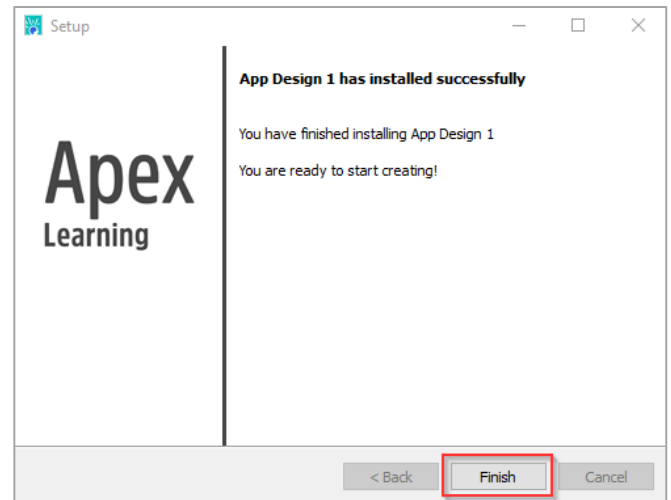 Setup
App Design 1 has installed successfully
You have finished installing App Design 1
You are ready to start creating!
Apex
Learning
< Back
Finish
Cancel